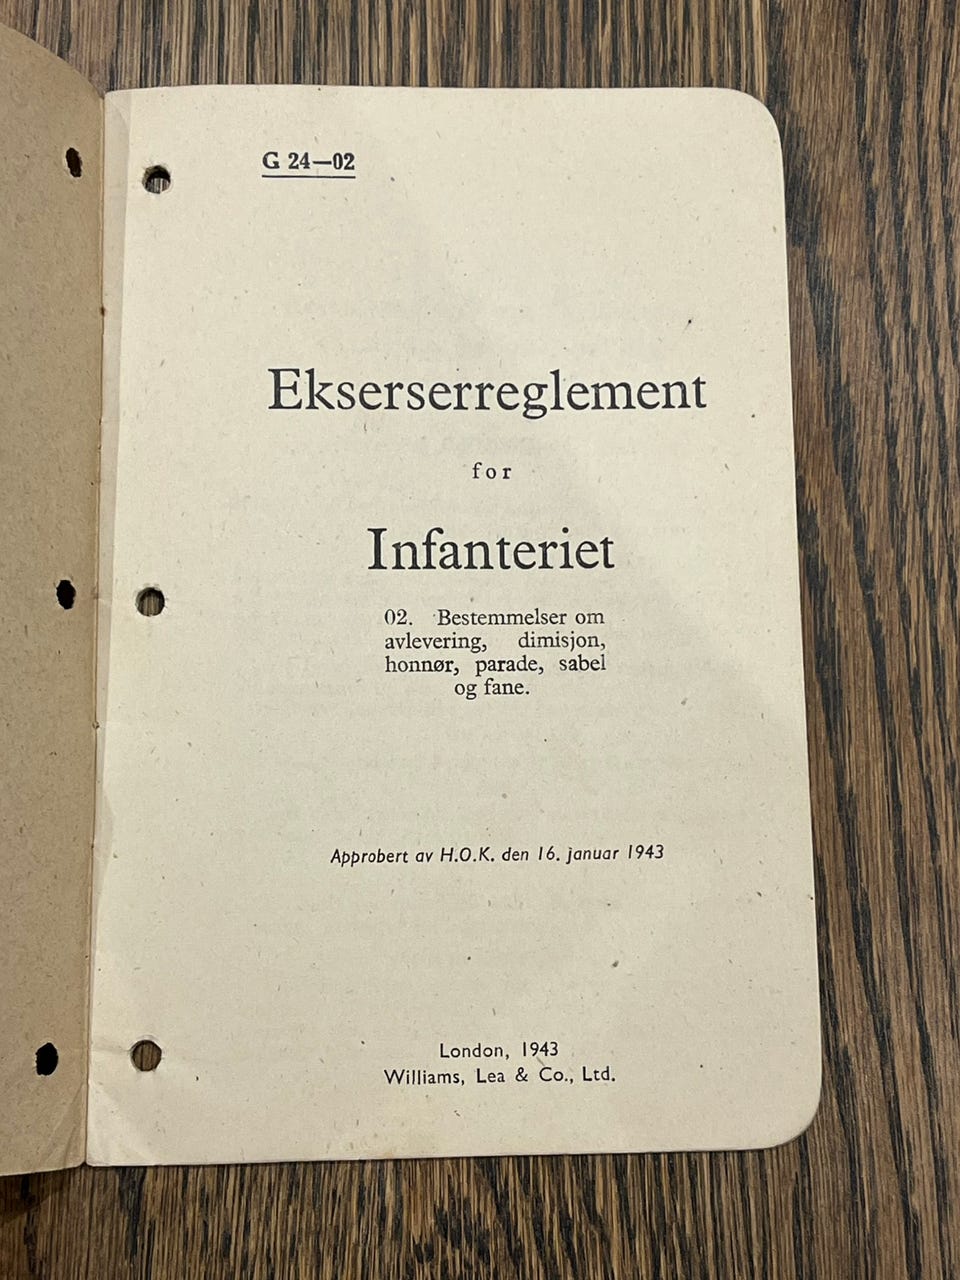 G 24—02
Ekserserreglement
for
Infanteriet
02. Bestemmelser om
avlevering, dimisjon,
honnør, parade, sabel
og fane.
Approbert av H.O.K. den 16. januar 1943
London, 1943
Williams, Lea & Co., Ltd.